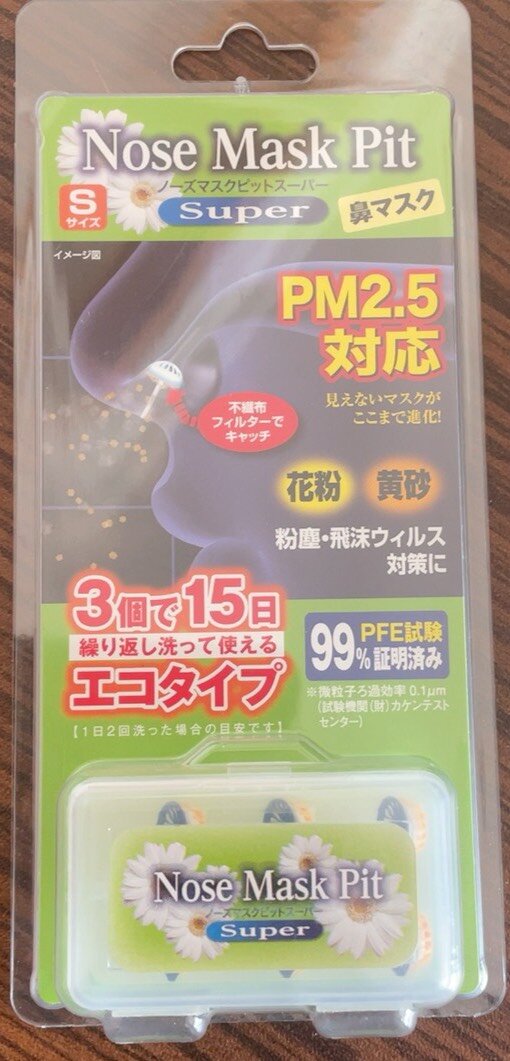 Nose Mask Pit
ノーズマスクピットスーパー
Super
Sサイズ
鼻マスク
イメージ図
PM2.5
対応
見えないマスクが
ここまで進化!
不織布
フィルターで
キャッチ
花粉 黄砂
粉塵・飛沫ウィルス
対策に
3個で15日
繰り返し洗って使える
エコタイプ
【1日2回洗った場合の目安です】
PFE試験
99%証明済み
※微粒子ろ過効率 0.1μm
(試験機関(財)カケンテスト
センター)
Nose Mask Pit
ノーズマスクピットスーパー
Super